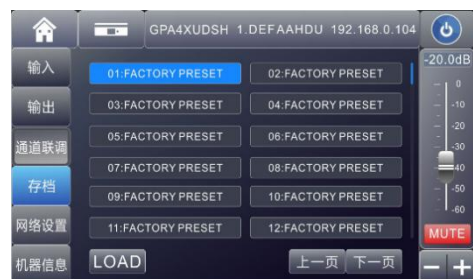 GPA4XUDSH 1.DEFAAHDU 192.168.0.104
-20.0dB
输入
输出
通道联调
存档
网络设置
机器信息
01:FACTORY PRESET 02:FACTORY PRESET
03:FACTORY PRESET 04:FACTORY PRESET
05:FACTORY PRESET 06:FACTORY PRESET
07:FACTORY PRESET 08:FACTORY PRESET
09:FACTORY PRESET 10:FACTORY PRESET
11:FACTORY PRESET 12:FACTORY PRESET
LOAD 上一页 下一页
0
-10
-20
-30
-40
-50
-60
MUTE
- +